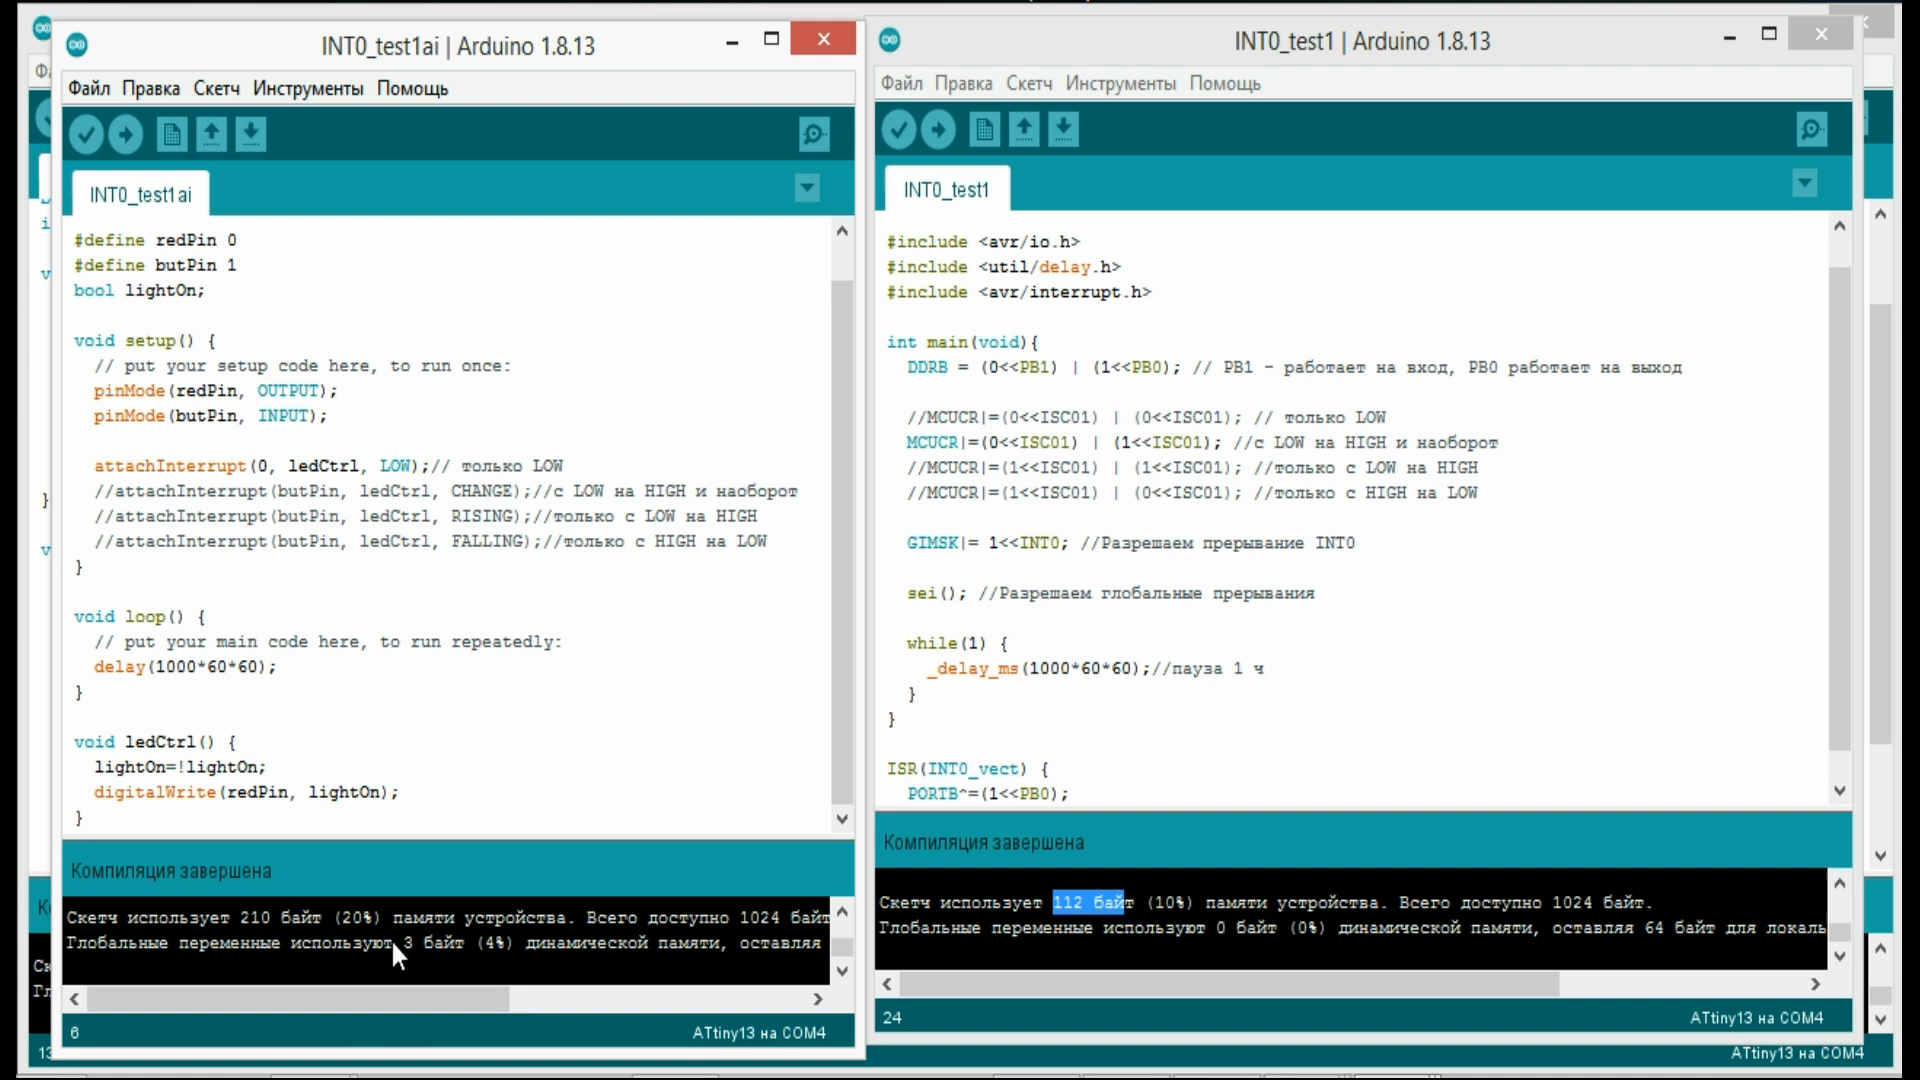 INT0_test1ai | Arduino 1.8.13
Файл Правка Скетч Инструменты Помощь
INT0_test1ai
#define redPin 0
#define butPin 1
bool lightOn;
void setup() {
// put your setup code here, to run once:
pinMode(redPin, OUTPUT);
pinMode(butPin, INPUT);
attachInterrupt(0, ledCtrl, LOW);// только LOW
//attachInterrupt(butPin, ledCtrl, CHANGE);//с LOW на HIGH и наоборот
//attachInterrupt(butPin, ledCtrl, RISING);//только с LOW на HIGH
//attachInterrupt(butPin, ledCtrl, FALLING);//только с HIGH на LOW
}
void loop() {
// put your main code here, to run repeatedly:
delay(1000*60*60);
}
void ledCtrl() {
lightOn=!lightOn;
digitalWrite(redPin, lightOn);
}
Компиляция завершена
Скетч использует 210 байт (20%) памяти устройства. Всего доступно 1024 байт
Глобальные переменные используют 3 байт (4%) динамической памяти, оставляя
6
ATtiny13 на COM4
INT0_test1 | Arduino 1.8.13
Файл Правка Скетч Инструменты Помощь
INT0_test1
#include <avr/io.h>
#include <util/delay.h>
#include <avr/interrupt.h>
int main(void){
DDRB = (0<<PB1) | (1<<PB0); // PB1 - работает на вход, PB0 работает на выход
//MCUCR|=(0<<ISC01) | (0<<ISC01); // только LOW
MCUCR|=(0<<ISC01) | (1<<ISC01); //с LOW на HIGH и наоборот
//MCUCR|=(1<<ISC01) | (1<<ISC01); //только с LOW на HIGH
//MCUCR|=(1<<ISC01) | (0<<ISC01); //только с HIGH на LOW
GIMSK|= 1<<INT0; //Разрешаем прерывание INT0
sei(); //Разрешаем глобальные прерывания
while(1) {
_delay_ms(1000*60*60);//пауза 1 ч
}
}
ISR(INT0_vect) {
PORTB^=(1<<PB0);
Компиляция завершена
Скетч использует 112 байт (10%) памяти устройства. Всего доступно 1024 байт.
Глобальные переменные используют 0 байт (0%) динамической памяти, оставляя 64 байт для локаль
24
ATtiny13 на COM4
ATtiny13 на COM4